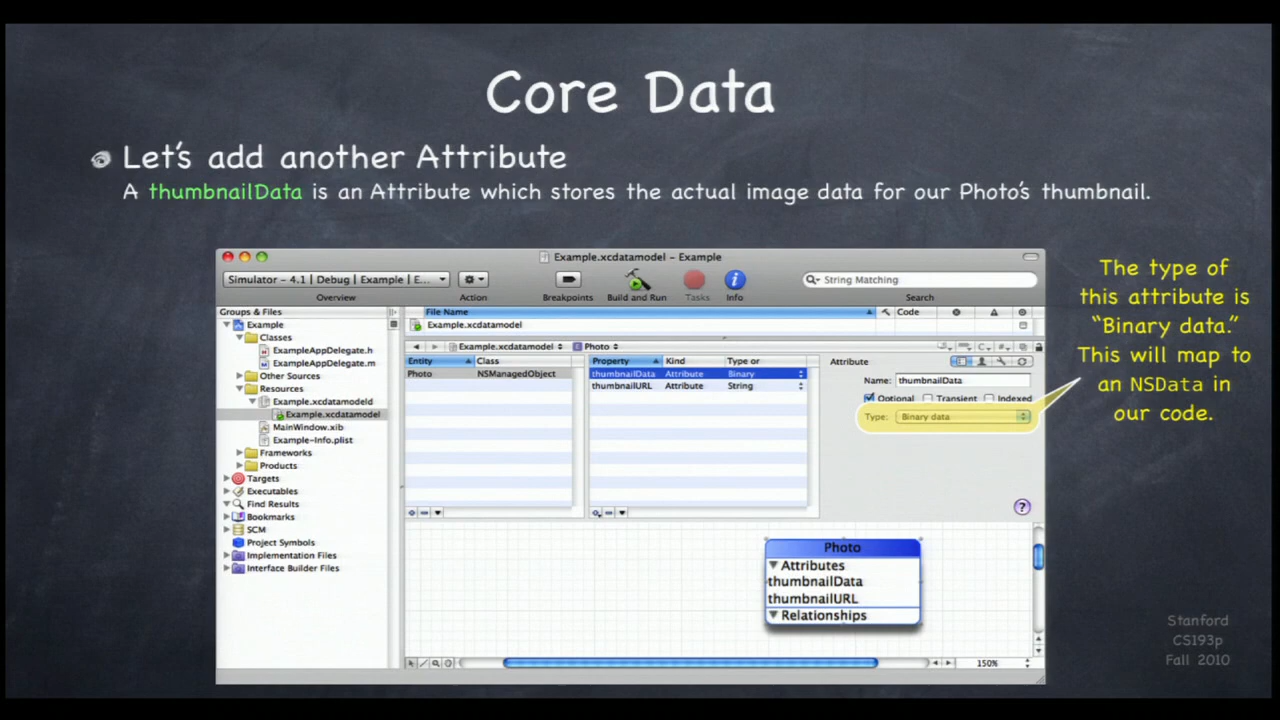 Core Data
Let's add another Attribute
A thumbnailData is an Attribute which stores the actual image data for our Photo's thumbnail.
Example.xcdatamodel - Example
Simulator - 4.1 | Debug | Example | E...
String Matching
Overview
Action
Breakpoints
Build and Run
Tasks
Info
Search
Groups & Files
Example
Classes
ExampleAppDelegate.h
ExampleAppDelegate.m
Other Sources
Resources
Example.xcdatamodeld
Example.xcdatamodel
MainWindow.xib
Example-Info.plist
Frameworks
Products
Targets
Executables
Find Results
Bookmarks
SCM
Project Symbols
Implementation Files
Interface Builder Files
File Name
Code
Example.xcdatamodel
Example.xcdatamodel
Photo
Entity
Class
Photo
NSManagedObject
Property
Kind
Type or
thumbnailData
Attribute
Binary
thumbnailURL
Attribute
String
Attribute
Name: thumbnailData
Optional
Transient
Indexed
Type: Binary data
The type of
this attribute is
“Binary data.”
This will map to
an NSData in
our code.
Photo
Attributes
thumbnailData
thumbnailURL
Relationships
150%
Stanford
CS193p
Fall 2010